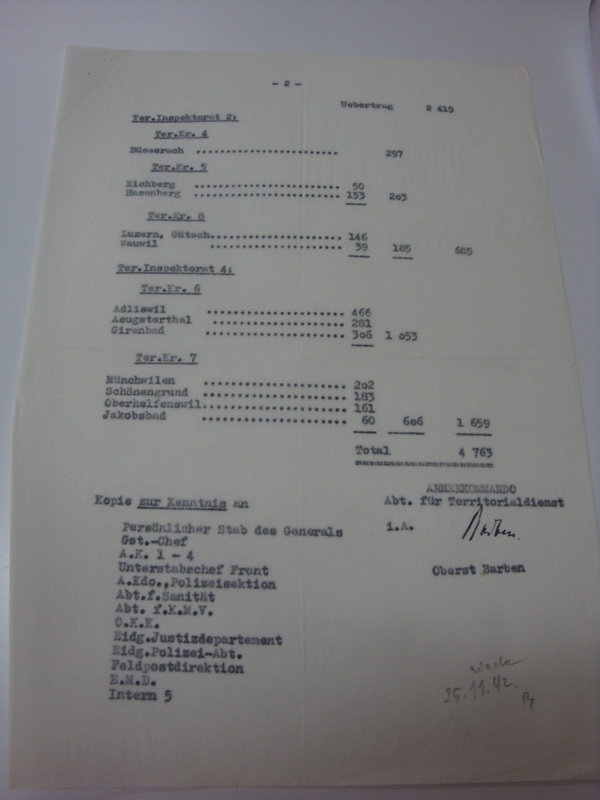 - 2 -
Uebertrag 2 419
Ter.Inspektorat 2:
Ter.Kr. 4
Büsserach ...................... 297
Ter.Kr. 5
Eichberg ...................... 50
Hasenberg ...................... 153 203
Ter.Kr. 8
Luzern, Gütsch...................... 146
Wauwil ...................... 39 185 685
Ter.Inspektorat 4:
Ter.Kr. 6
Adliswil ...................... 466
Aeugsterthal ...................... 281
Girenbad ...................... 306 1 053
Ter.Kr. 7
Münchwilen ...................... 202
Schönengrund ...................... 183
Oberhelfenswil...................... 161
Jakobsbad ...................... 60 606 1 659
Total 4 763
ARMEEKOMMANDO
Abt. für Territorialdienst
i.A. Barben.
Oberst Barben
Kopie zur Kenntnis an
Persönlicher Stab des Generals
Gst.-Chef
A.K. 1 - 4
Unterstabschef Front
A.Kdo.,Polizeisektion
Abt.f.Sanität
Abt. f.K.M.V.
O.K.K.
Eidg.Justizdepartement
Eidg.Polizei-Abt.
Feldpostdirektion
E.M.D.
Intern 5
25.11.42.